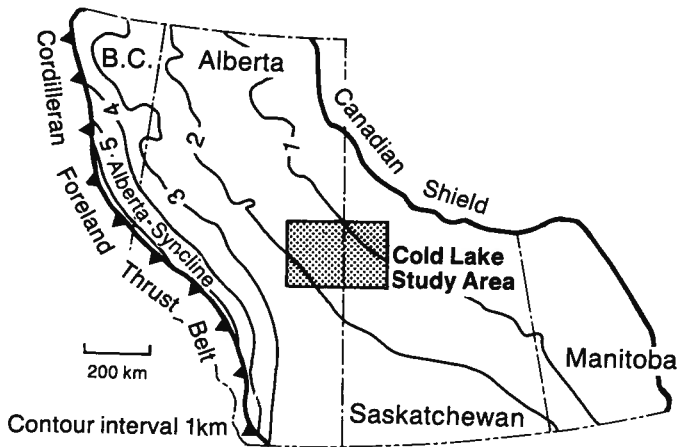 B.C.
Alberta
Cordilleran
Foreland
Thrust
Belt
4
5
Alberta-Syncline
3
2
1
Canadian
Shield
Cold Lake
Study Area
200 km
Manitoba
Contour interval 1km
Saskatchewan